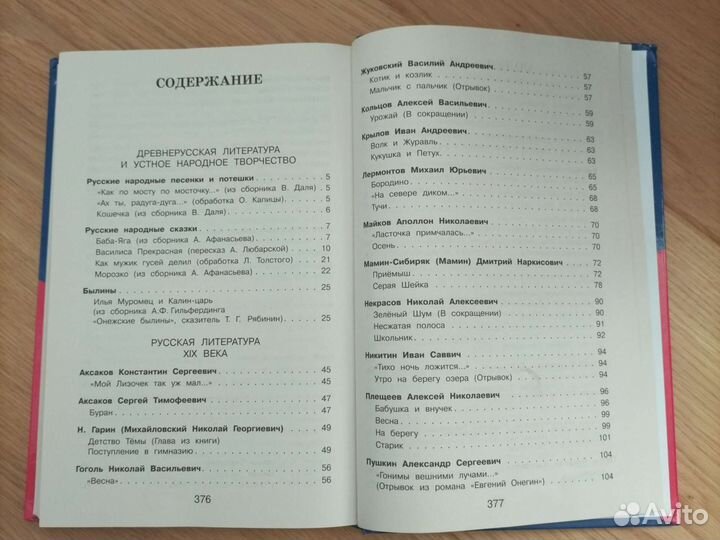 СОДЕРЖАНИЕ
ДРЕВНЕРУССКАЯ ЛИТЕРАТУРА
И УСТНОЕ НАРОДНОЕ ТВОРЧЕСТВО
Русские народные песенки и потешки 5
«Как по мосту по мосточку...» (из сборника В. Даля) 5
«Ах ты, радуга-дуга...» (обработка О. Капицы) 5
Кошечка (из сборника В. Даля) 6
Русские народные сказки 7
Баба-Яга (из сборника А. Афанасьева) 7
Василиса Прекрасная (пересказ А. Любарской) 10
Как мужик гусей делил (обработка Л. Толстого) 21
Морозко (из сборника А. Афанасьева) 22
Былины 25
Илья Муромец и Калин-царь
(из сборника А.Ф. Гильфердинга
«Онежские былины», сказитель Т. Г. Рябинин) 25
РУССКАЯ ЛИТЕРАТУРА
XIX ВЕКА
Аксаков Константин Сергеевич 45
«Мой Лизочек так уж мал...» 45
Аксаков Сергей Тимофеевич 47
Буран 47
Н. Гарин (Михайловский Николай Георгиевич) 49
Детство Тёмы (Глава из книги)
Поступление в гимназию 49
Гоголь Николай Васильевич 56
«Весна» 56
376
Жуковский Василий Андреевич 57
Котик и козлик 57
Мальчик с пальчик (Отрывок) 57
Кольцов Алексей Васильевич 59
Урожай (В сокращении) 59
Крылов Иван Андреевич 63
Волк и Журавль 63
Кукушка и Петух 63
Лермонтов Михаил Юрьевич 65
Бородино 65
«На севере диком...» 68
Тучи 68
Майков Аполлон Николаевич 70
«Ласточка примчалась...» 70
Осень 70
Мамин-Сибиряк (Мамин) Дмитрий Наркисович 72
Приёмыш 72
Серая Шейка 78
Некрасов Николай Алексеевич 90
Зелёный Шум (В сокращении) 90
Несжатая полоса 91
Школьник 92
Никитин Иван Саввич 94
«Тихо ночь ложится...» 94
Утро на берегу озера (Отрывок) 94
Плещеев Алексей Николаевич 96
Бабушка и внучек 96
Весна 99
На берегу 99
Старик 101
Пушкин Александр Сергеевич 104
«Гонимы вешними лучами...»
(Отрывок из романа «Евгений Онегин») 104
377
Avito